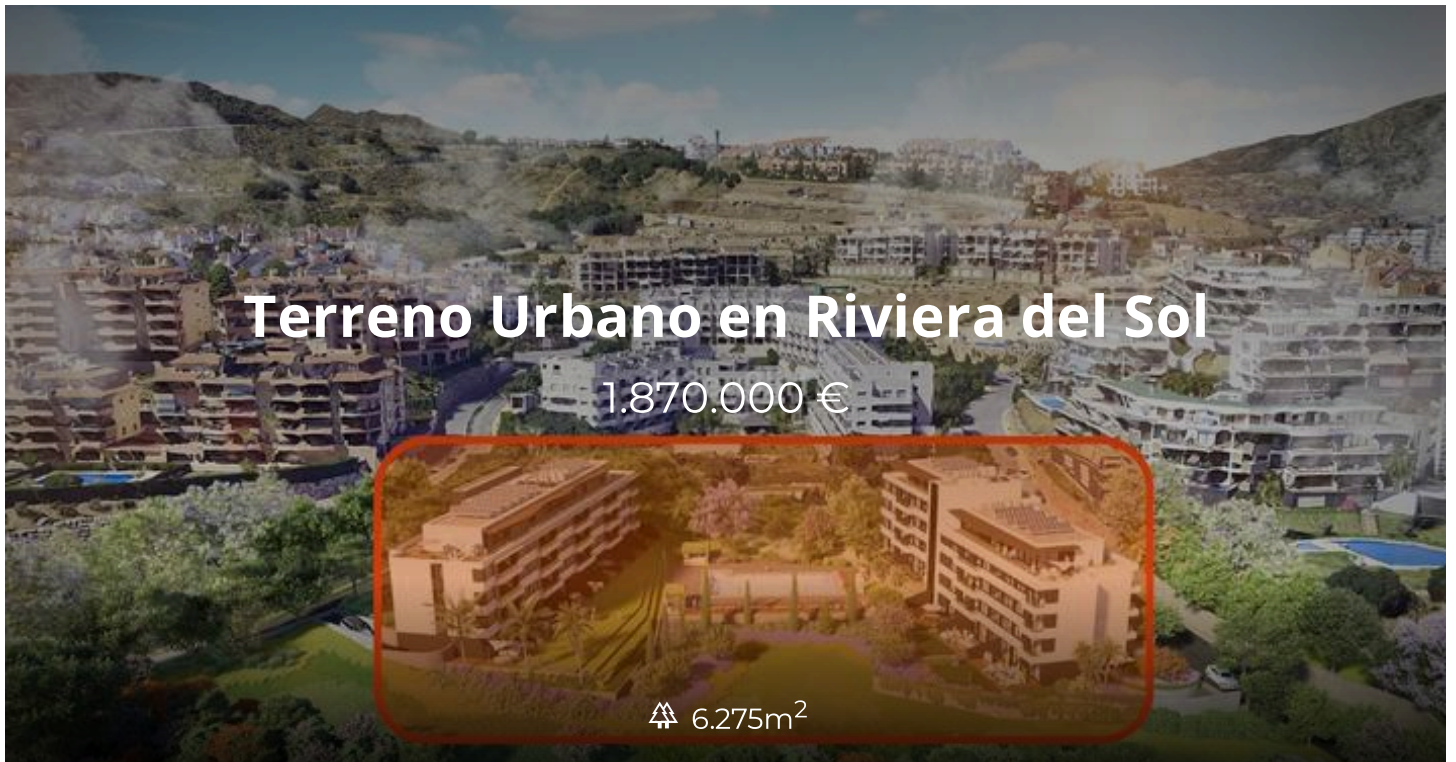 Terreno Urbano en Riviera del Sol
1.870.000 €
6.275m²